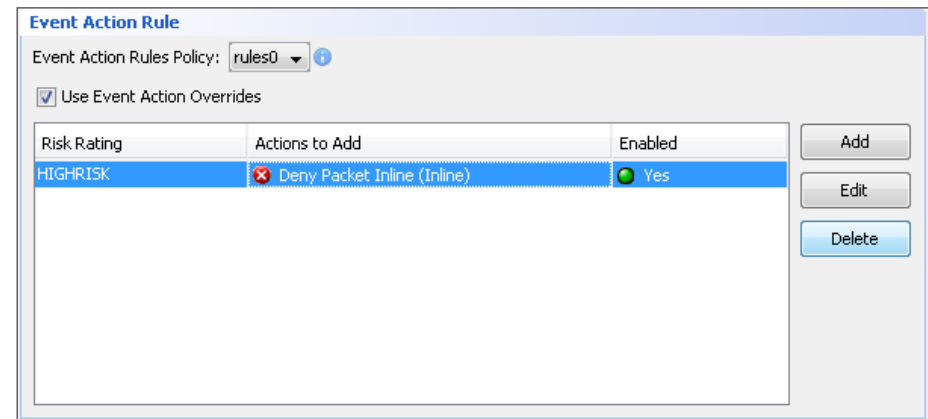 Event Action Rule
Event Action Rules Policy: rules0
Use Event Action Overrides
Risk Rating Actions to Add Enabled
HIGHRISK Deny Packet Inline (Inline) Yes
Add
Edit
Delete